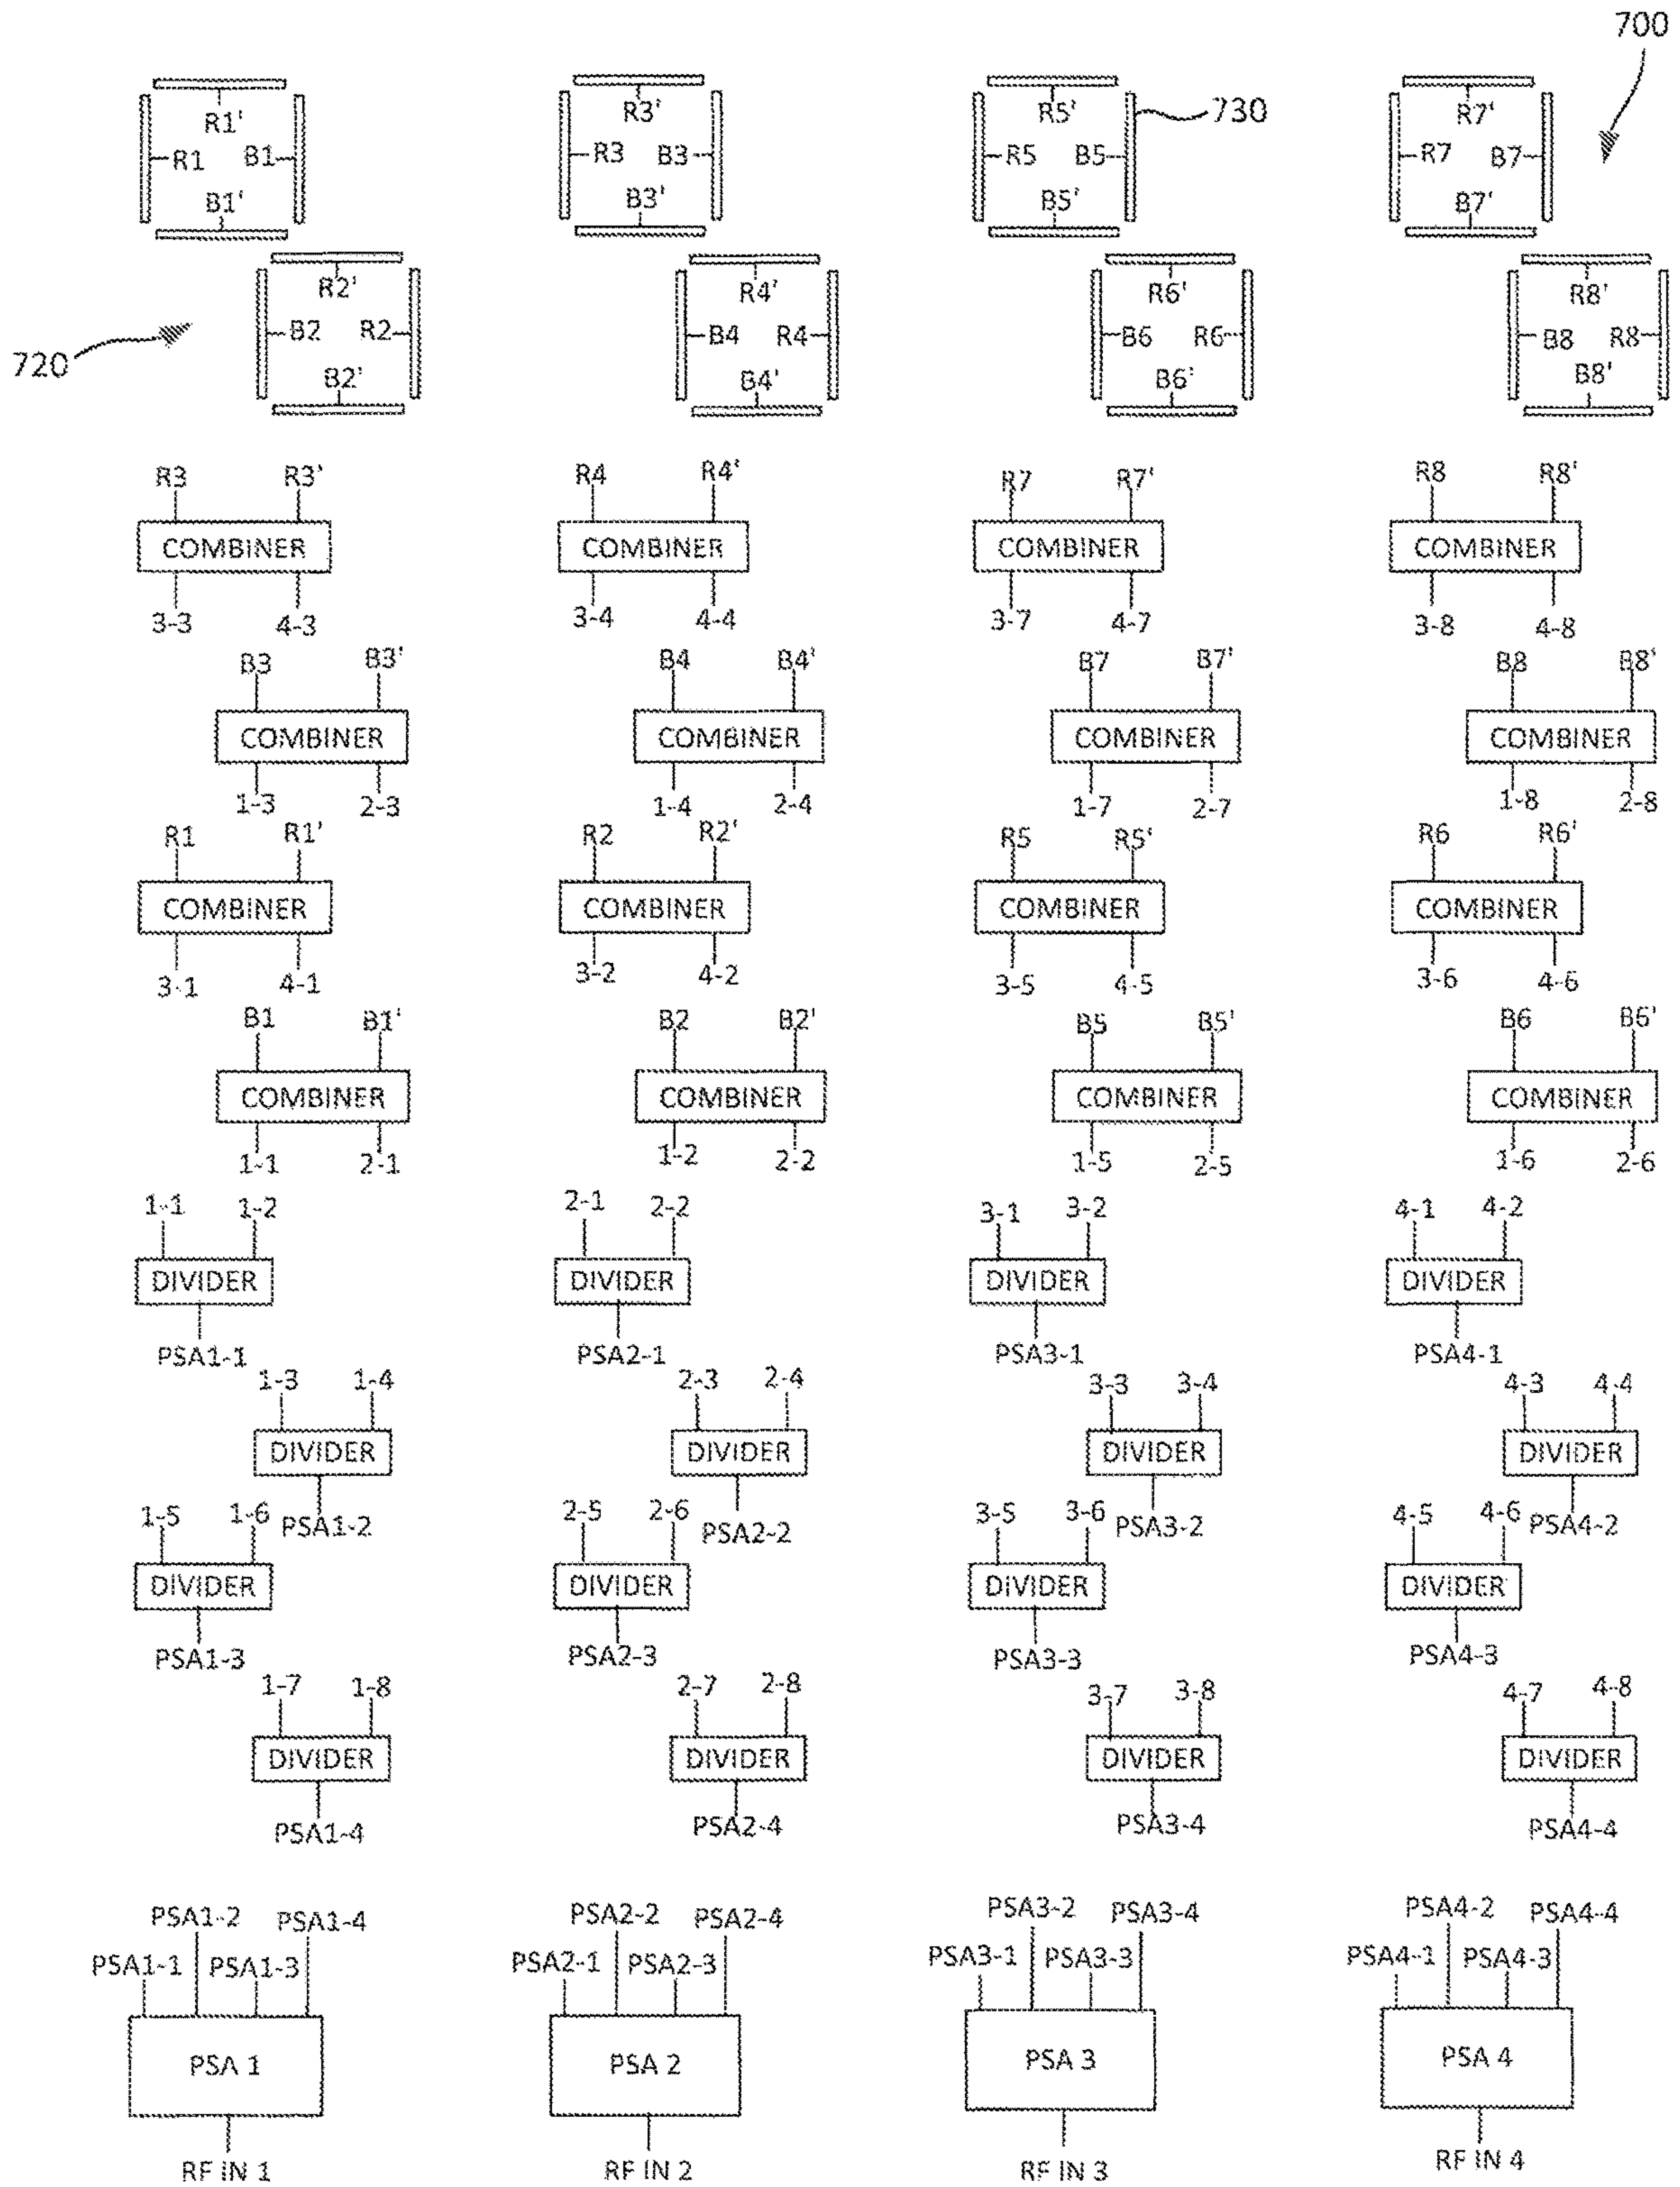 700
R1' R3' R5' 730 R7'
R1 B1 R3 B3 R5 B5 R7 B7
B1' B3' B5' B7'
R2' R4' R6' R8'
720 B2 R2 B4 R4 B6 R6 B8 R8
B2' B4' B6' B8'
R3 R3' R4 R4' R7 R7' R8 R8'
COMBINER COMBINER COMBINER COMBINER
3-3 4-3 3-4 4-4 3-7 4-7 3-8 4-8
B3 B3' B4 B4' B7 B7' B8 B8'
COMBINER COMBINER COMBINER COMBINER
1-3 2-3 1-4 2-4 1-7 2-7 1-8 2-8
R1 R1' R2 R2' R5 R5' R6 R6'
COMBINER COMBINER COMBINER COMBINER
3-1 4-1 3-2 4-2 3-5 4-5 3-6 4-6
B1 B1' B2 B2' B5 B5' B6 B6'
COMBINER COMBINER COMBINER COMBINER
1-1 2-1 1-2 2-2 1-5 2-5 1-6 2-6
1-1 1-2 2-1 2-2 3-1 3-2 4-1 4-2
DIVIDER DIVIDER DIVIDER DIVIDER
PSA1-1 PSA2-1 PSA3-1 PSA4-1
1-3 1-4 2-3 2-4 3-3 3-4 4-3 4-4
DIVIDER DIVIDER DIVIDER DIVIDER
PSA1-2 PSA2-2 PSA3-2 PSA4-2
1-5 1-6 2-5 2-6 3-5 3-6 4-5 4-6
DIVIDER DIVIDER DIVIDER DIVIDER
PSA1-3 PSA2-3 PSA3-3 PSA4-3
1-7 1-8 2-7 2-8 3-7 3-8 4-7 4-8
DIVIDER DIVIDER DIVIDER DIVIDER
PSA1-4 PSA2-4 PSA3-4 PSA4-4
PSA1-2 PSA1-4 PSA2-2 PSA2-4 PSA3-2 PSA3-4 PSA4-2 PSA4-4
PSA1-1 PSA1-3 PSA2-1 PSA2-3 PSA3-1 PSA3-3 PSA4-1 PSA4-3
PSA 1 PSA 2 PSA 3 PSA 4
RF IN 1 RF IN 2 RF IN 3 RF IN 4